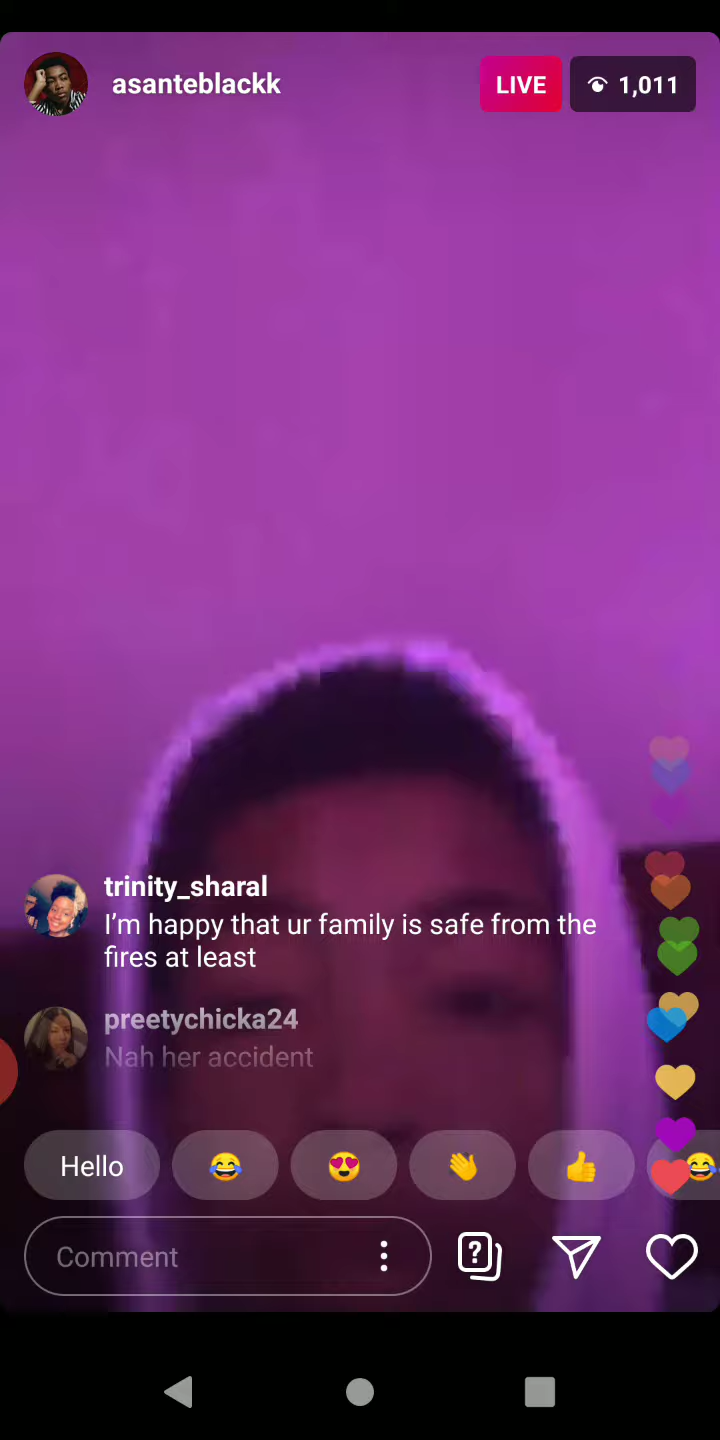 asanteblackk
LIVE
1,011
trinity_sharal
I’m happy that ur family is safe from the
fires at least
preetychicka24
Nah her accident
Hello
Comment
?